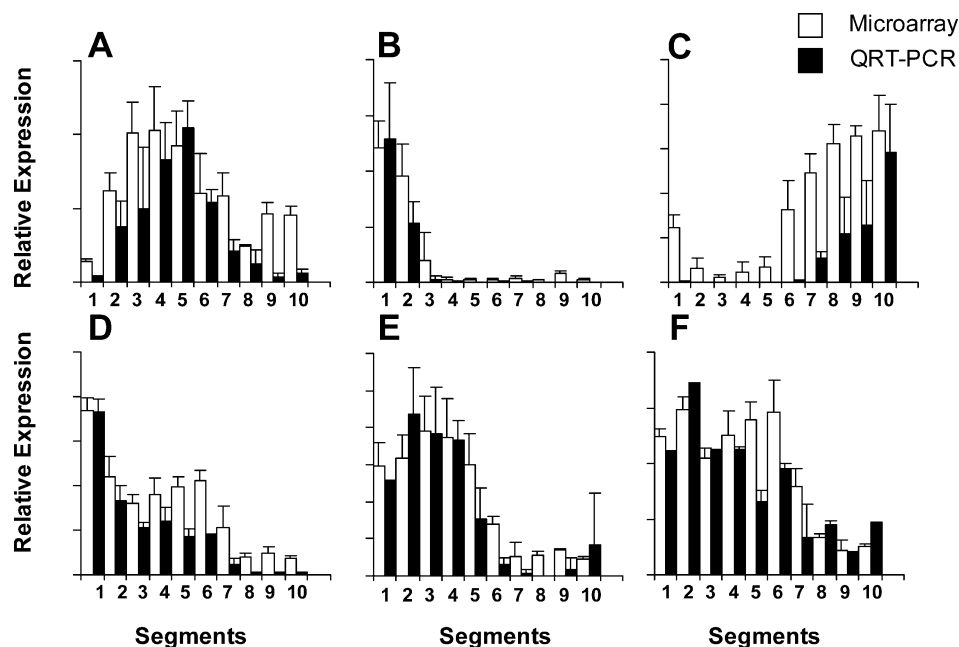 A
B
C
Microarray
QRT-PCR
Relative Expression
1 2 3 4 5 6 7 8 9 10
1 2 3 4 5 6 7 8 9 10
1 2 3 4 5 6 7 8 9 10
D
E
F
Relative Expression
1 2 3 4 5 6 7 8 9 10
1 2 3 4 5 6 7 8 9 10
1 2 3 4 5 6 7 8 9 10
Segments
Segments
Segments